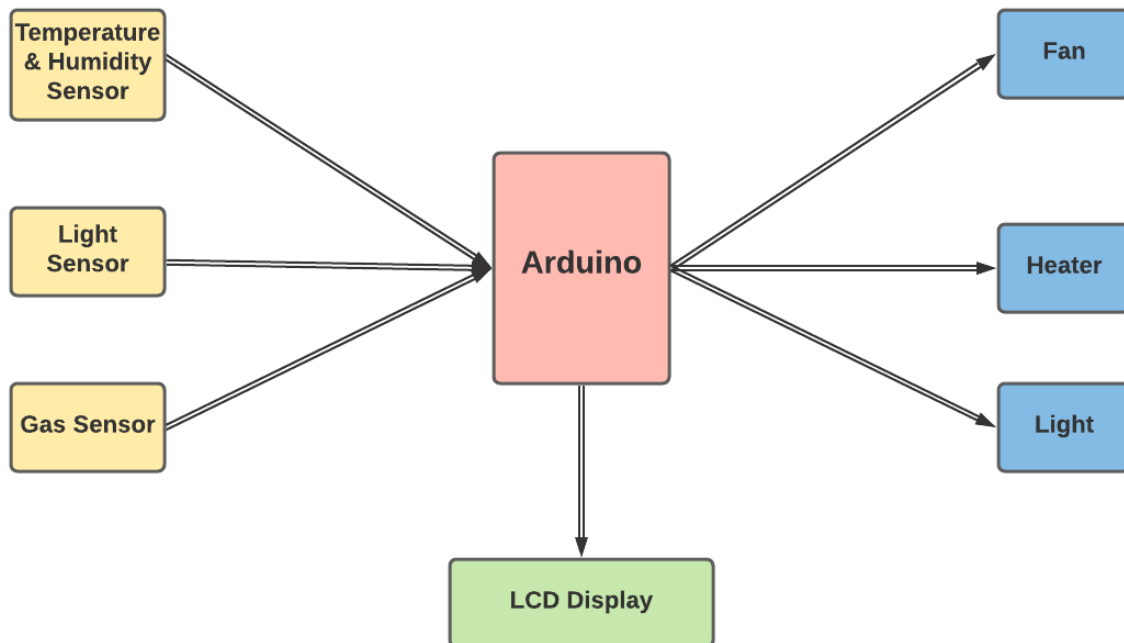 Temperature
& Humidity
Sensor
Fan
Light
Sensor
Arduino
Heater
Gas Sensor
Light
LCD Display